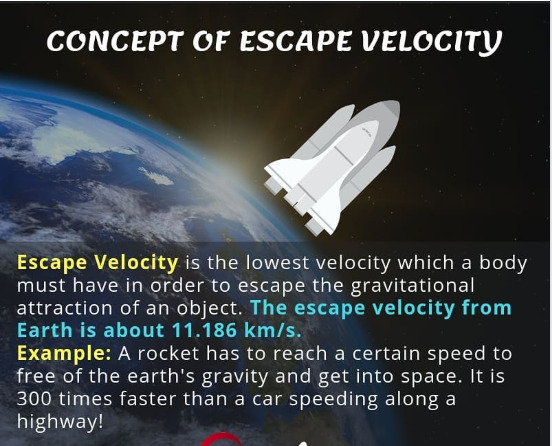 CONCEPT OF ESCAPE VELOCITY
Escape Velocity is the lowest velocity which a body
must have in order to escape the gravitational
attraction of an object. The escape velocity from
Earth is about 11.186 km/s.
Example: A rocket has to reach a certain speed to
free of the earth's gravity and get into space. It is
300 times faster than a car speeding along a
highway!